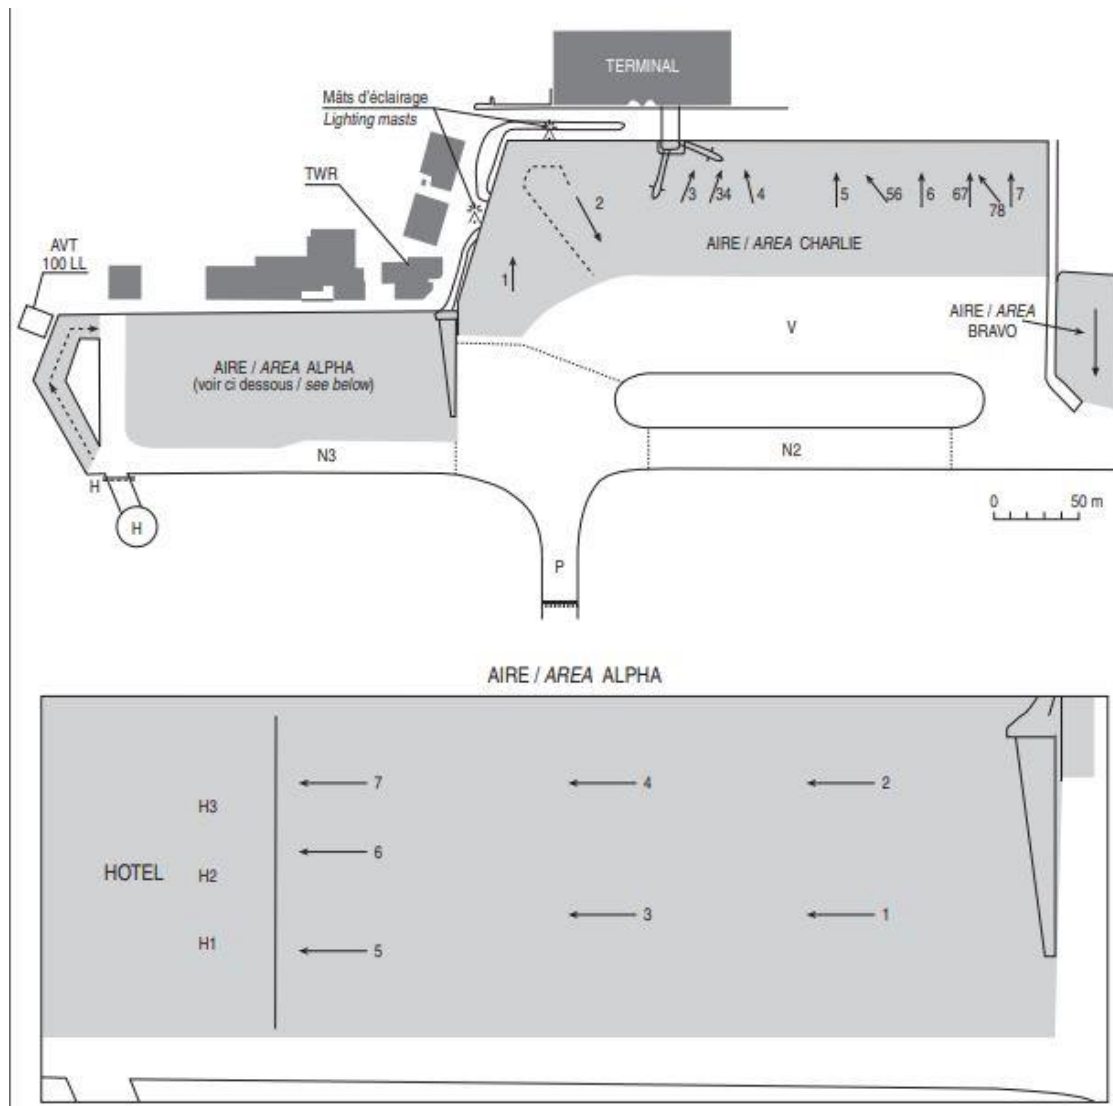 TERMINAL
Mâts d'éclairage
Lighting masts
TWR
AVT
100 LL
2
3
34
4
5
56
6
67
78
7
AIRE / AREA CHARLIE
1
AIRE / AREA
BRAVO
V
AIRE / AREA ALPHA
(voir ci dessous / see below)
N3
N2
H
H
0 50 m
P
AIRE / AREA ALPHA
7
4
2
H3
6
HOTEL
H2
3
1
H1
5